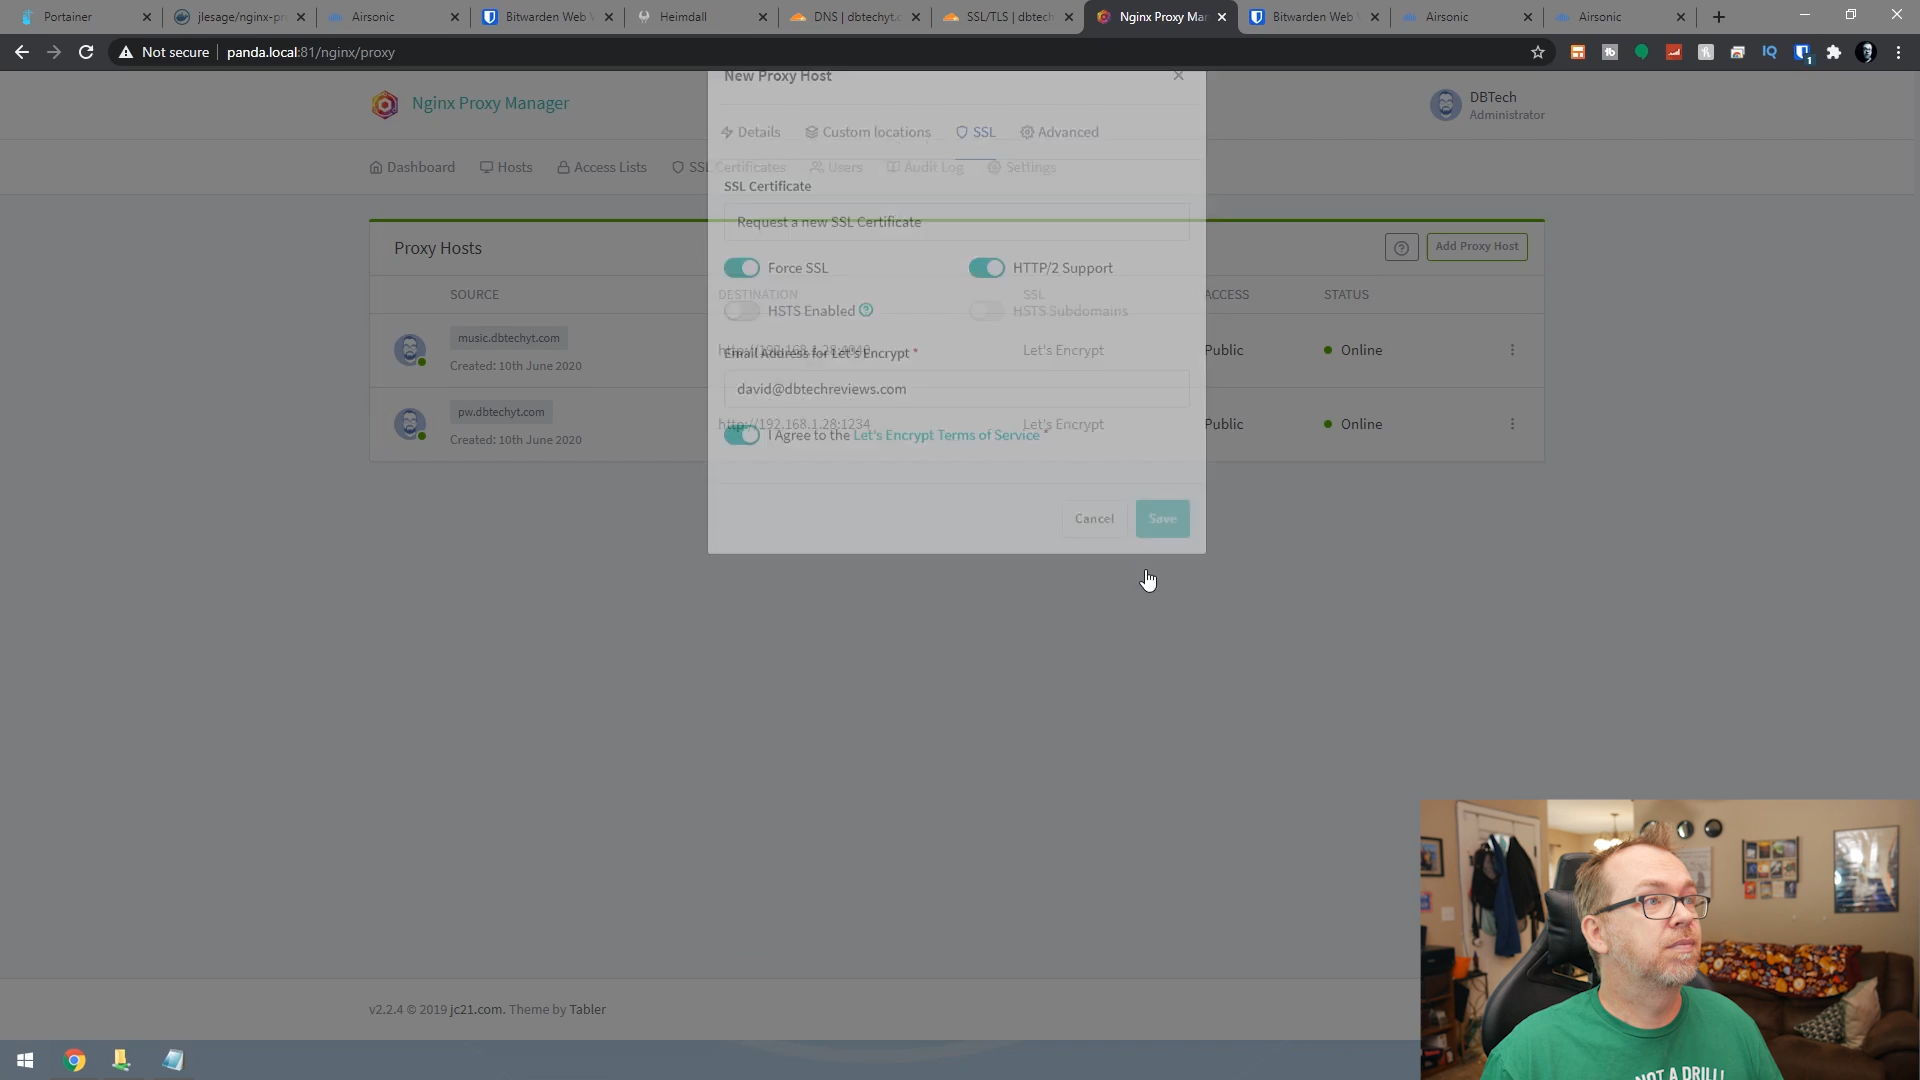 Portainer
jlesage/nginx-pr
Airsonic
Bitwarden Web V
Heimdall
DNS | dbtechyt.c
SSL/TLS | dbtech
Nginx Proxy Mar
Bitwarden Web
Airsonic
Airsonic
Not secure
panda.local:81/nginx/proxy
IQ
1
New Proxy Host
Nginx Proxy Manager
DBTech
Administrator
Details
Custom locations
SSL
Advanced
Dashboard
Hosts
Access Lists
SSL Certificates
Users
Audit Log
Settings
SSL Certificate
Request a new SSL Certificate
Proxy Hosts
Add Proxy Host
Force SSL
HTTP/2 Support
SOURCE
DESTINATION
SSL
ACCESS
STATUS
HSTS Enabled
HSTS Subdomains
music.dbtechyt.com
Created: 10th June 2020
http://192.168.1.28:4040
Let's Encrypt
Public
Online
Email Address for Let's Encrypt *
david@dbtechreviews.com
pw.dbtechyt.com
Created: 10th June 2020
http://192.168.1.28:1234
Let's Encrypt
Public
Online
I Agree to the Let's Encrypt Terms of Service *
Cancel
Save
v2.2.4 © 2019 jc21.com. Theme by Tabler
NOT A DRILL!